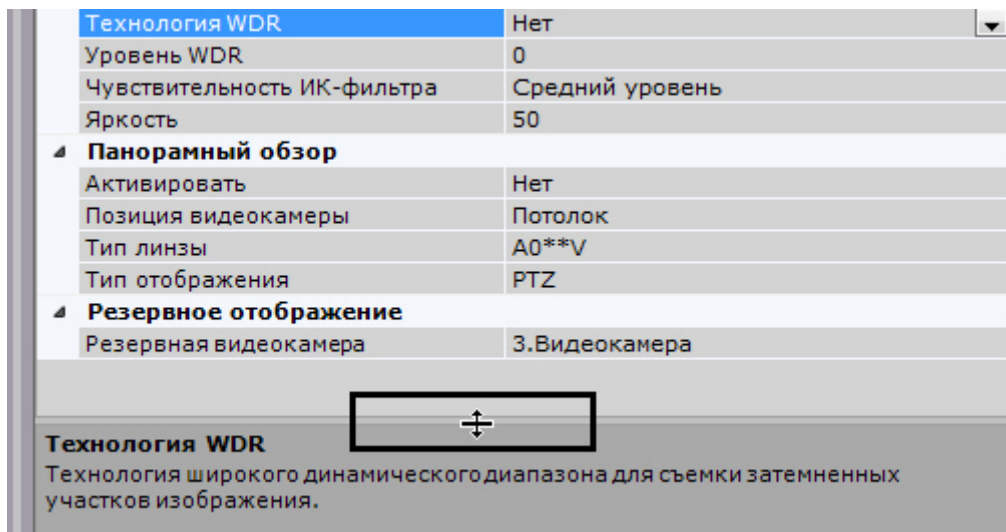 Технология WDR Нет
Уровень WDR 0
Чувствительность ИК-фильтра Средний уровень
Яркость 50
Панорамный обзор
Активировать Нет
Позиция видеокамеры Потолок
Тип линзы A0**V
Тип отображения PTZ
Резервное отображение
Резервная видеокамера 3.Видеокамера
Технология WDR
Технология широкого динамического диапазона для съемки затемненных
участков изображения.